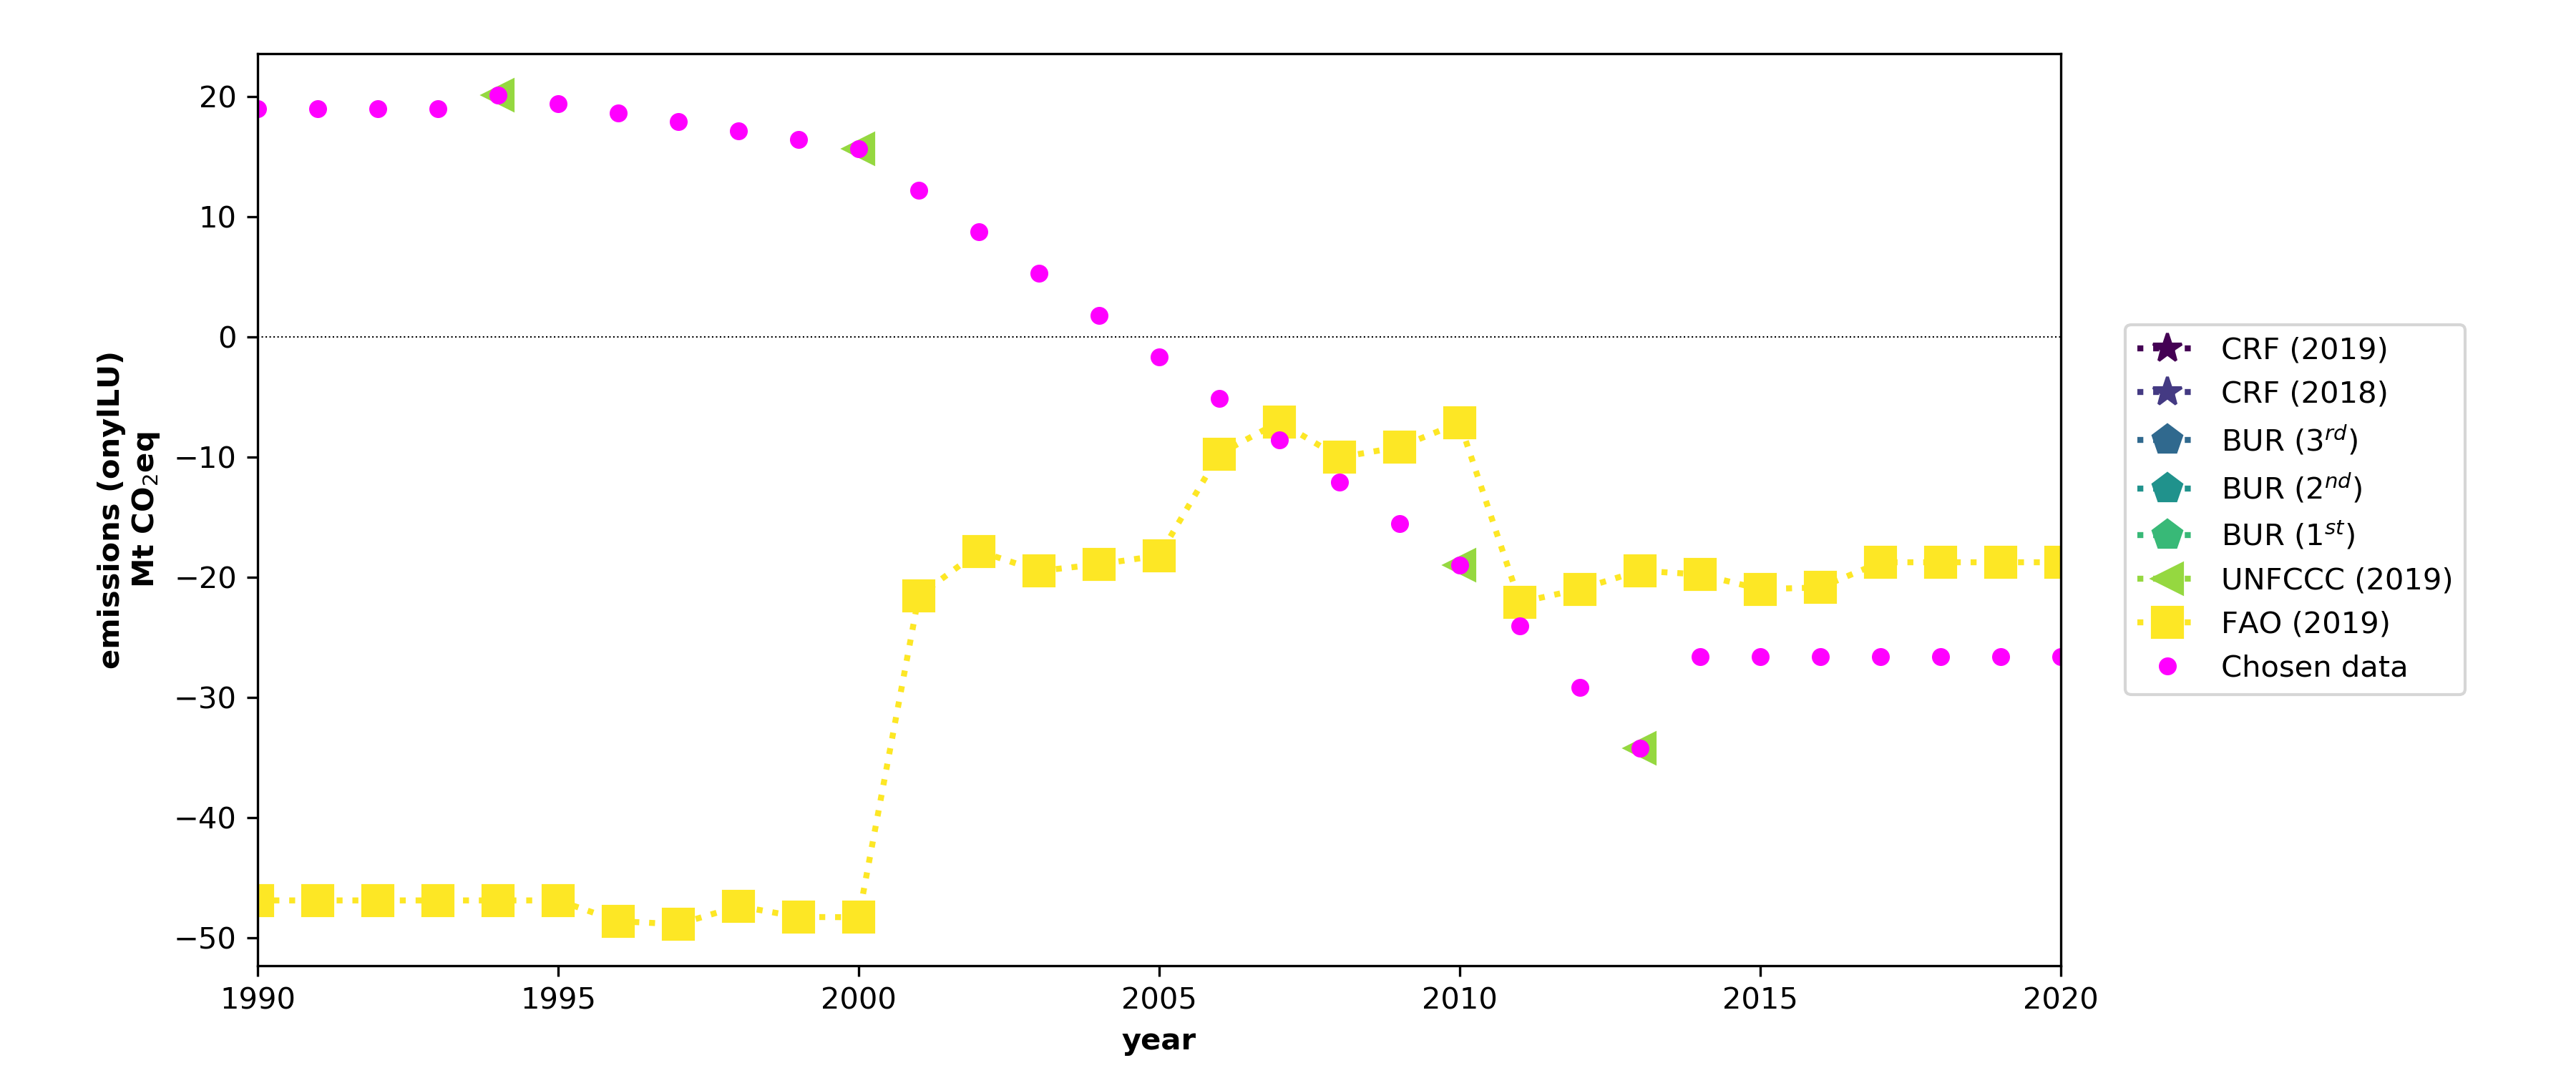 20
10
0
−10
−20
−30
−40
−50
emissions (onylLU)
Mt CO₂eq
1990 1995 2000 2005 2010 2015 2020
year
CRF (2019)
CRF (2018)
BUR (3ʳᵈ)
BUR (2ⁿᵈ)
BUR (1ˢᵗ)
UNFCCC (2019)
FAO (2019)
Chosen data